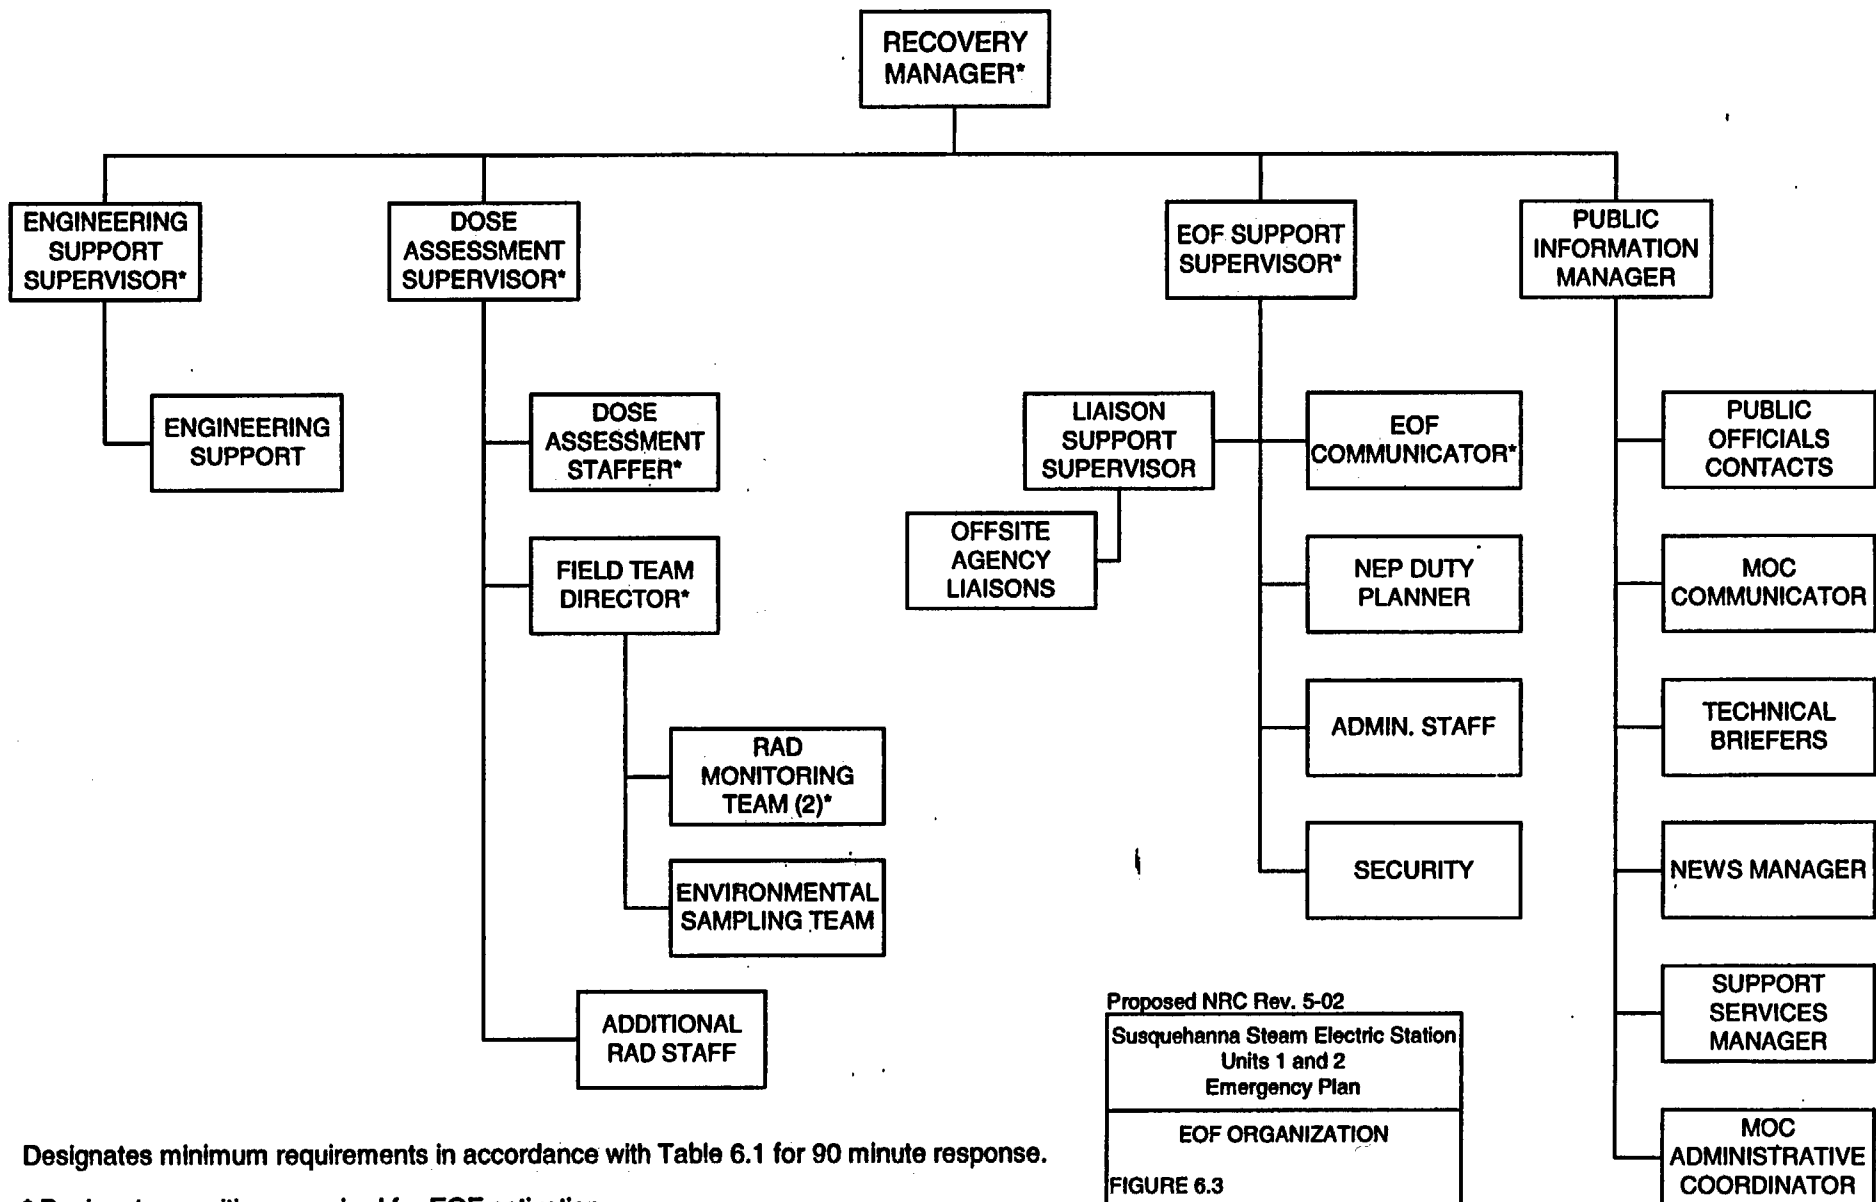 RECOVERY
MANAGER*
ENGINEERING
SUPPORT
SUPERVISOR*
DOSE
ASSESSMENT
SUPERVISOR*
EOF SUPPORT
SUPERVISOR*
PUBLIC
INFORMATION
MANAGER
ENGINEERING
SUPPORT
DOSE
ASSESSMENT
STAFFER*
FIELD TEAM
DIRECTOR*
RAD
MONITORING
TEAM (2)*
ENVIRONMENTAL
SAMPLING TEAM
ADDITIONAL
RAD STAFF
LIAISON
SUPPORT
SUPERVISOR
OFFSITE
AGENCY
LIAISONS
EOF
COMMUNICATOR*
NEP DUTY
PLANNER
ADMIN. STAFF
SECURITY
PUBLIC
OFFICIALS
CONTACTS
MOC
COMMUNICATOR
TECHNICAL
BRIEFERS
NEWS MANAGER
SUPPORT
SERVICES
MANAGER
MOC
ADMINISTRATIVE
COORDINATOR
Proposed NRC Rev. 5-02
Susquehanna Steam Electric Station
Units 1 and 2
Emergency Plan
EOF ORGANIZATION
FIGURE 6.3
Designates minimum requirements in accordance with Table 6.1 for 90 minute response.